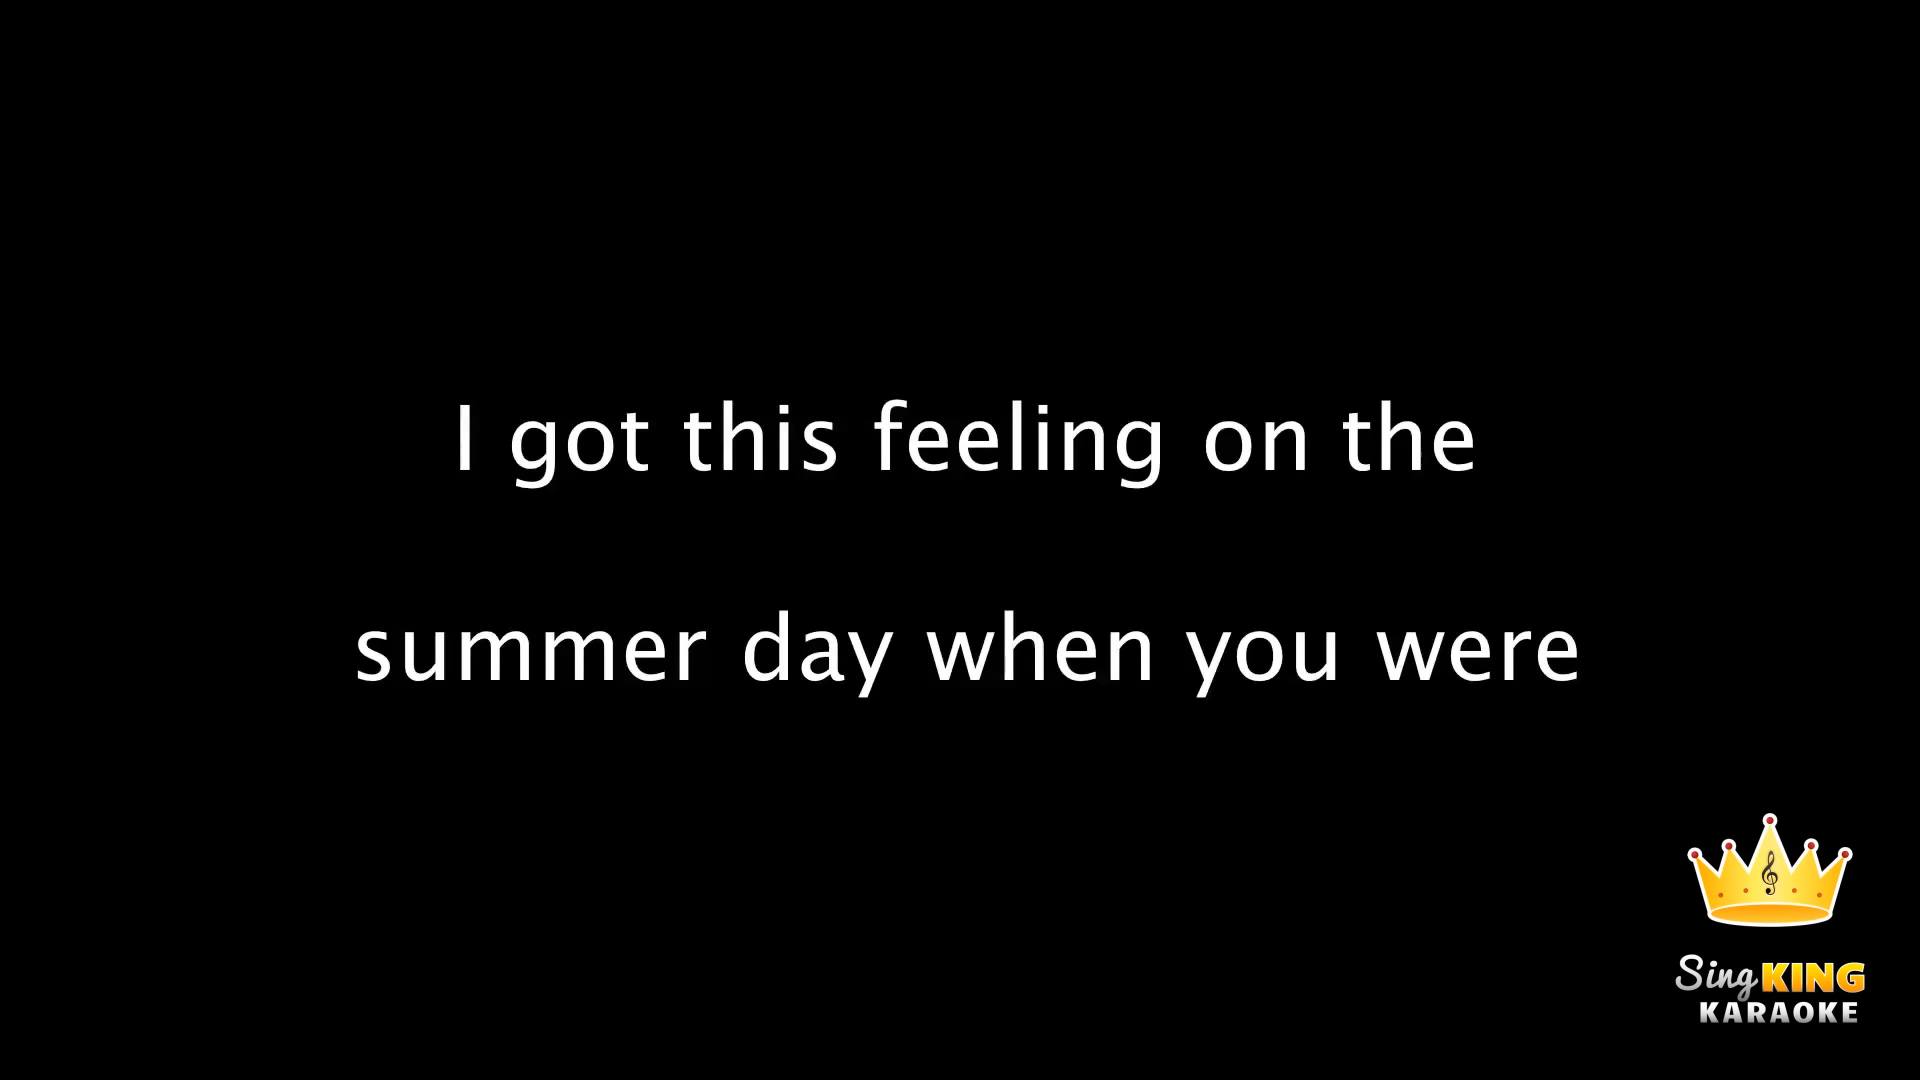 I got this feeling on the
summer day when you were
Sing KING
KARAOKE